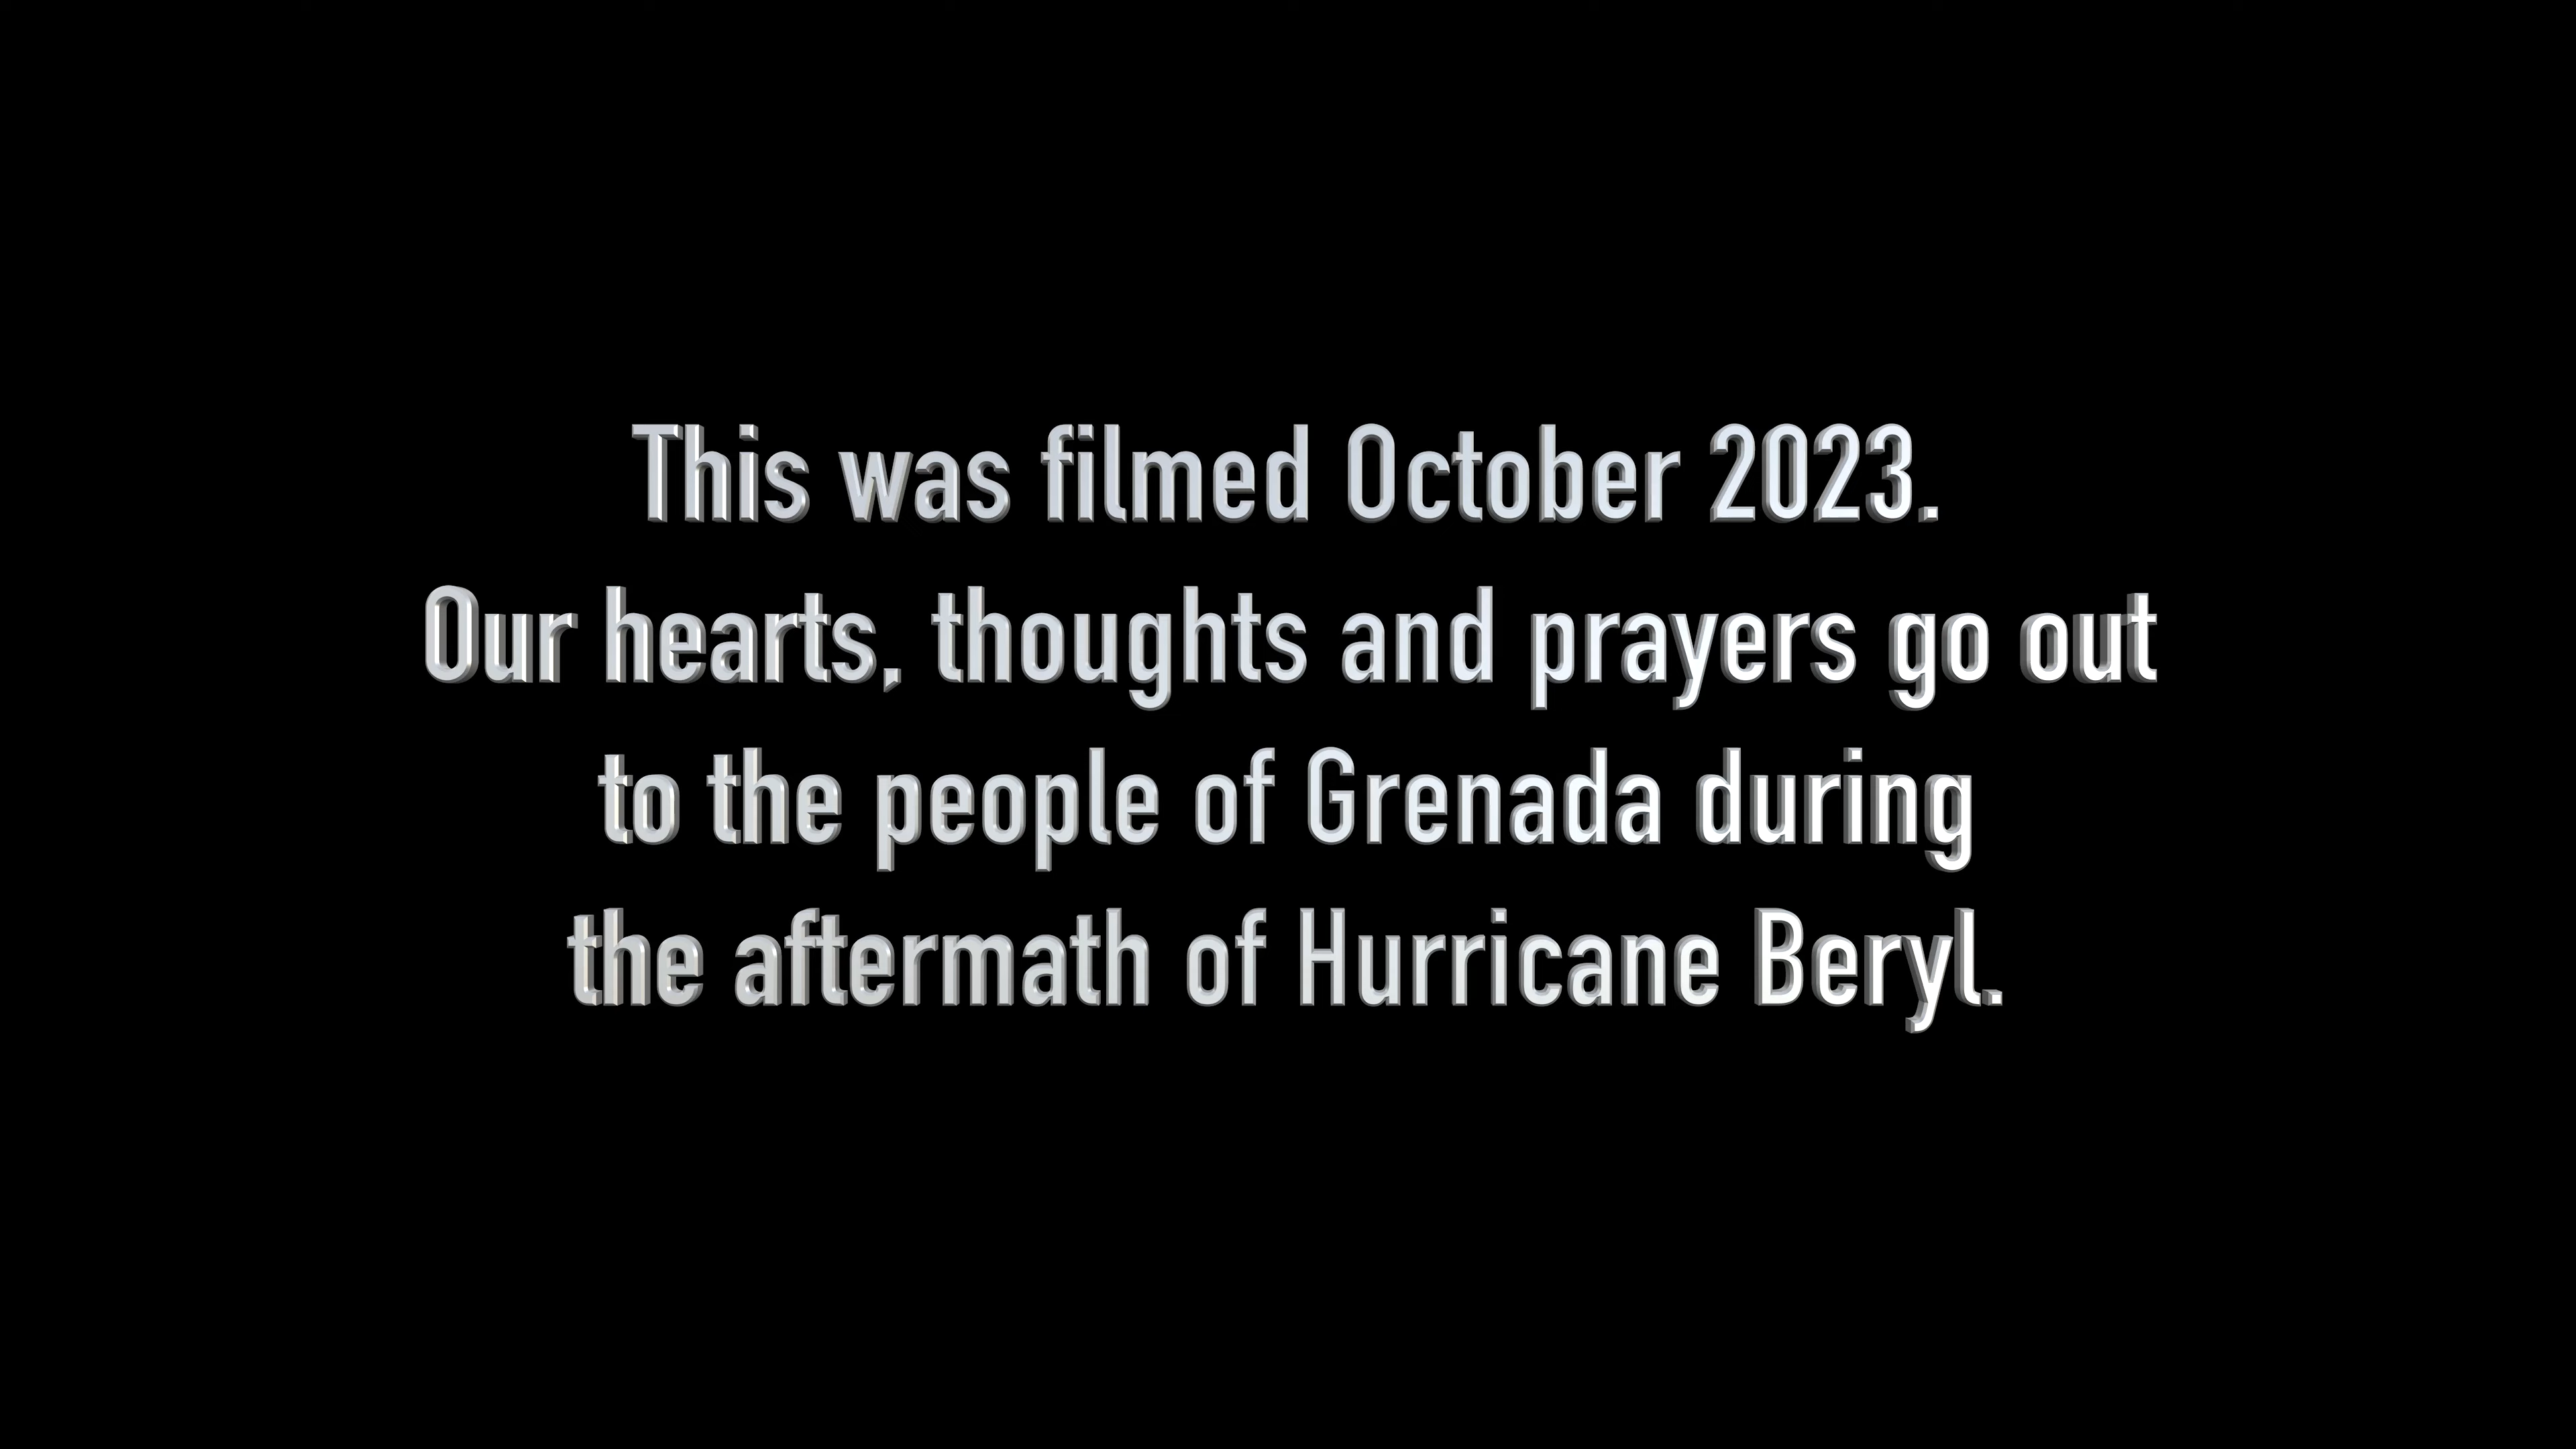 This was filmed October 2023.
Our hearts, thoughts and prayers go out
to the people of Grenada during
the aftermath of Hurricane Beryl.